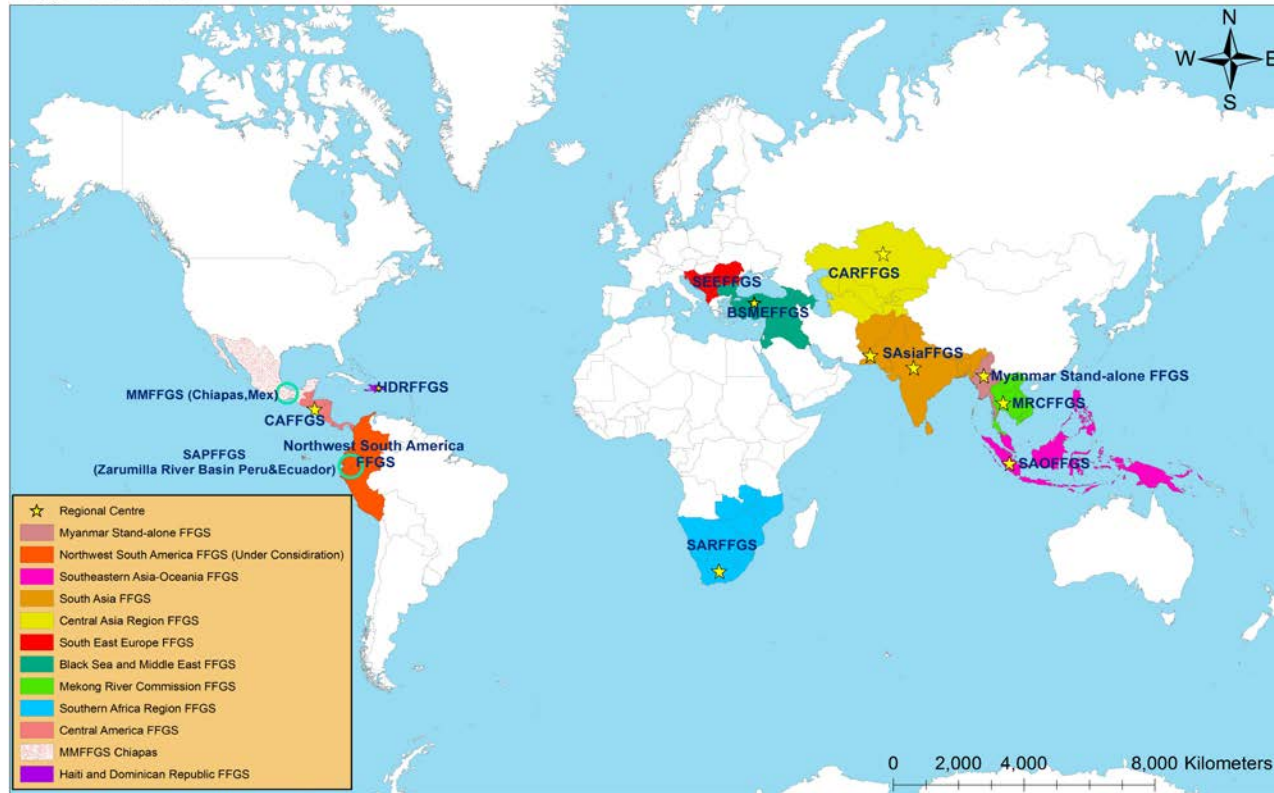 N
W E
S
CARFFGS
SEEFFGS
BSMEFFGS
SAsiaFFGS
Myanmar Stand-alone FFGS
HDRFFGS
MMFFGS (Chiapas,Mex)
MRCFFGS
CAFFGS
Northwest South America
FFGS
SAPFFGS
(Zarumilla River Basin Peru&Ecuador)
SAOFFGS
SARFFGS
Regional Centre
Myanmar Stand-alone FFGS
Northwest South America FFGS (Under Considiration)
Southeastern Asia-Oceania FFGS
South Asia FFGS
Central Asia Region FFGS
South East Europe FFGS
Black Sea and Middle East FFGS
Mekong River Commission FFGS
Southern Africa Region FFGS
Central America FFGS
MMFFGS Chiapas
Haiti and Dominican Republic FFGS
0 2,000 4,000 8,000 Kilometers